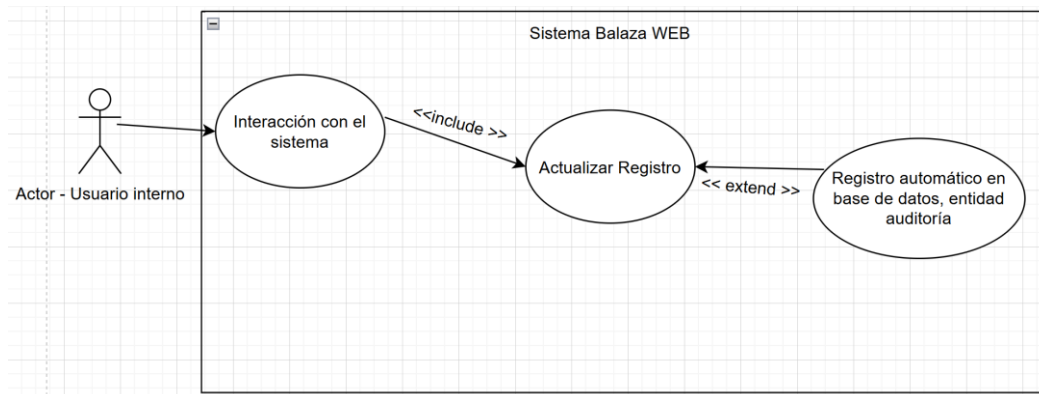 Sistema Balaza WEB
Interacción con el
sistema
<<include >>
Actualizar Registro
<< extend >>
Registro automático en
base de datos, entidad
auditoría
Actor - Usuario interno